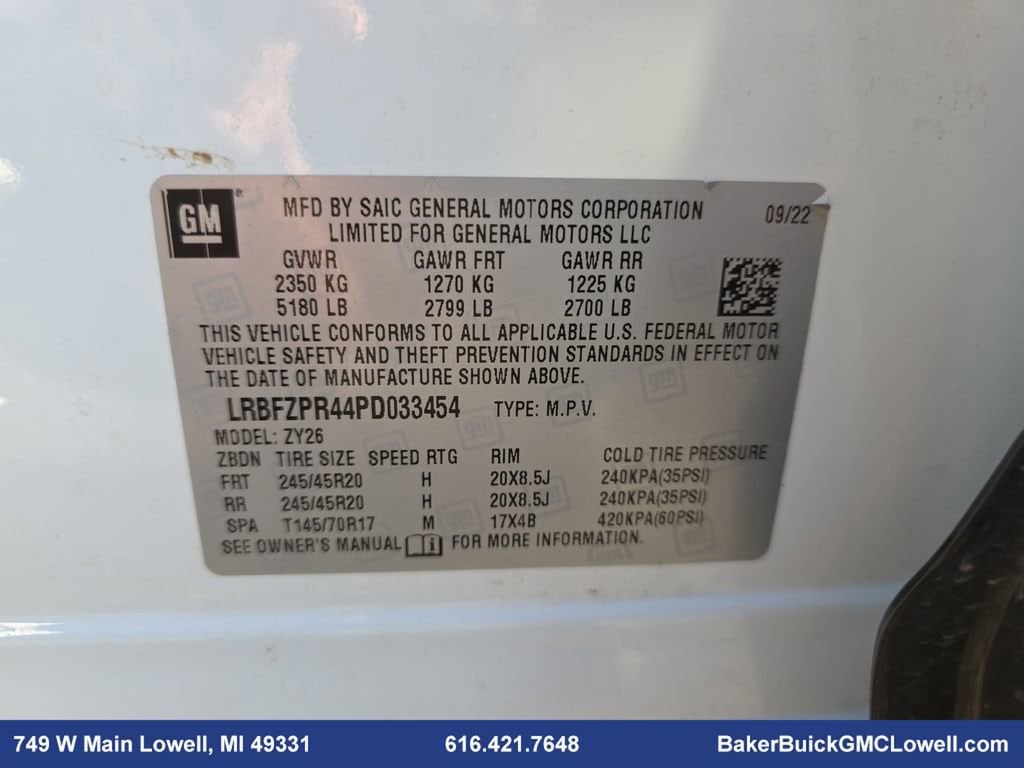 GM ®
MFD BY SAIC GENERAL MOTORS CORPORATION 09/22
LIMITED FOR GENERAL MOTORS LLC
GVWR GAWR FRT GAWR RR
2350 KG 1270 KG 1225 KG
5180 LB 2799 LB 2700 LB
THIS VEHICLE CONFORMS TO ALL APPLICABLE U.S. FEDERAL MOTOR
VEHICLE SAFETY AND THEFT PREVENTION STANDARDS IN EFFECT ON
THE DATE OF MANUFACTURE SHOWN ABOVE.
LRBFZPR44PD033454 TYPE: M.P.V.
MODEL: ZY26
ZBDN TIRE SIZE SPEED RTG RIM COLD TIRE PRESSURE
FRT 245/45R20 H 20X8.5J 240KPA(35PSI)
RR 245/45R20 H 20X8.5J 240KPA(35PSI)
SPA T145/70R17 M 17X4B 420KPA(60PSI)
SEE OWNER'S MANUAL i FOR MORE INFORMATION.
749 W Main Lowell, MI 49331 616.421.7648 BakerBuickGMCLowell.com